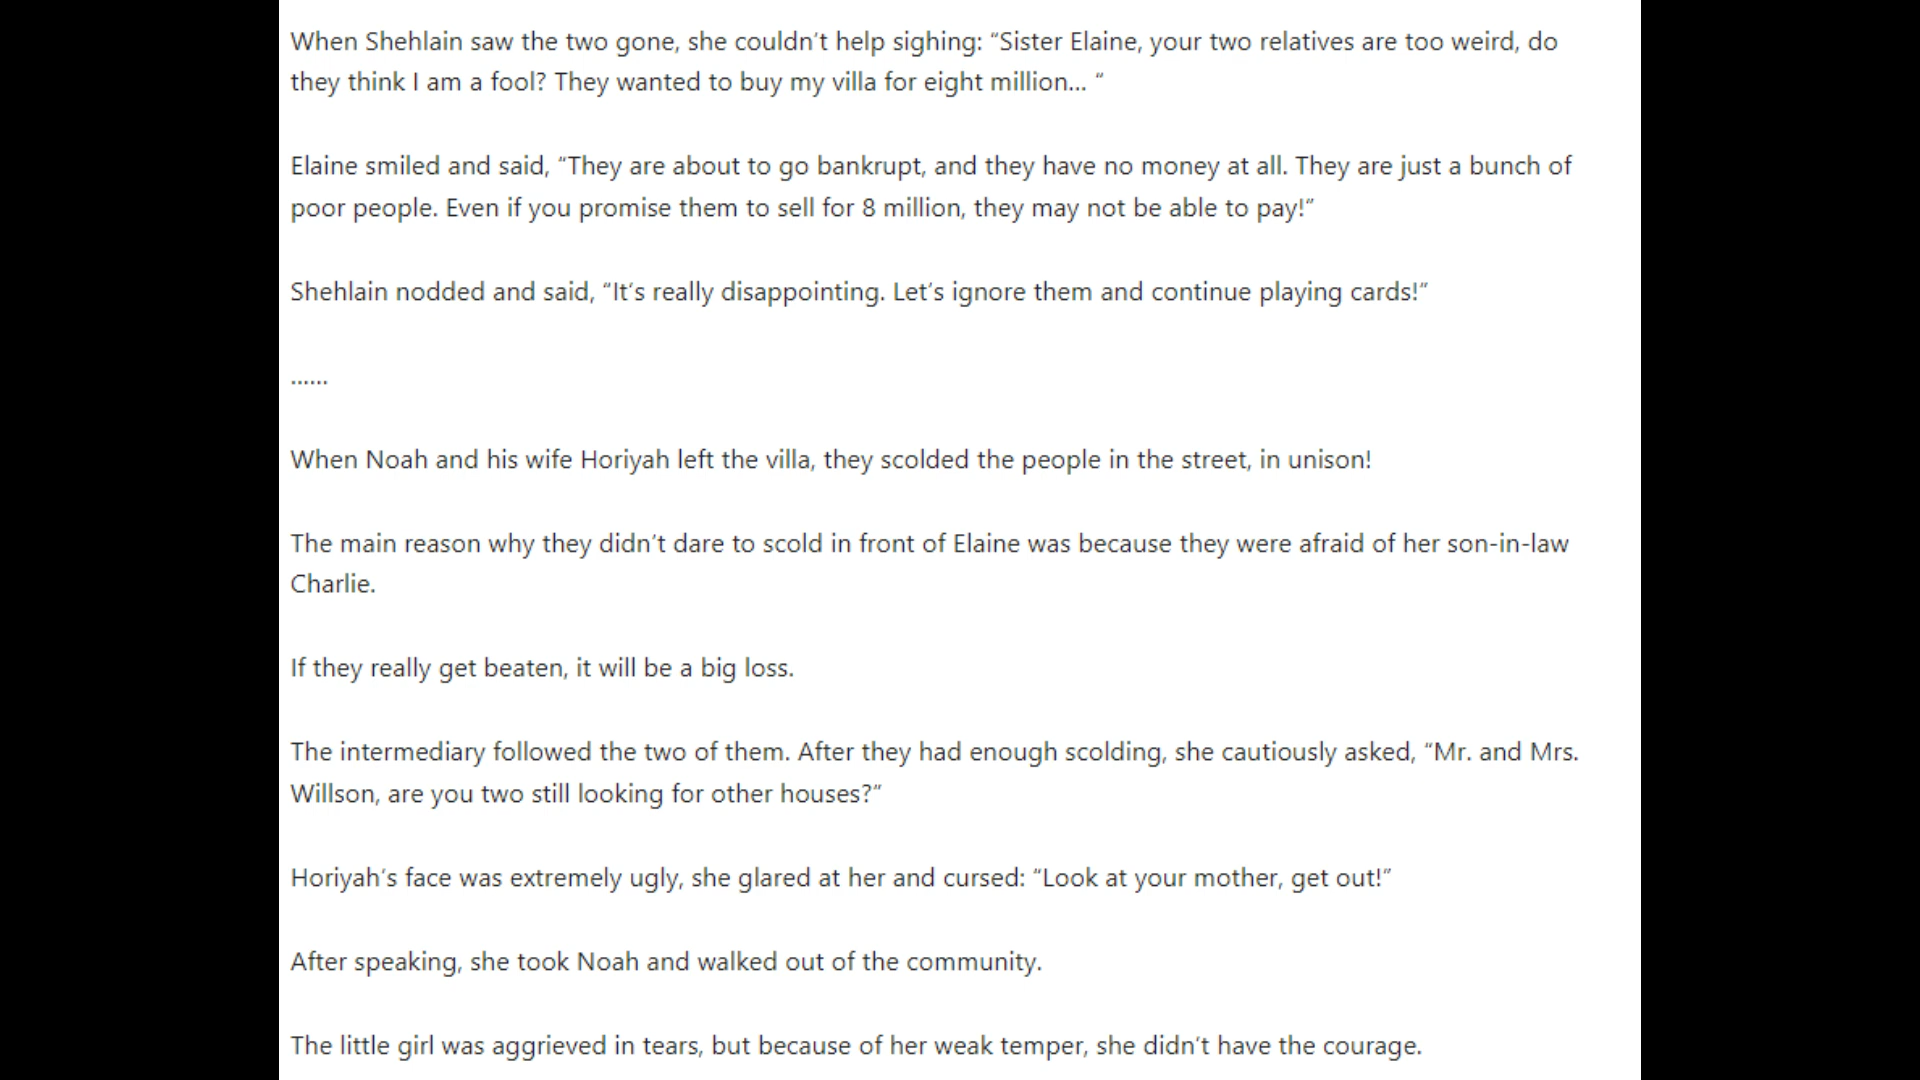 When Shehlain saw the two gone, she couldn’t help sighing: “Sister Elaine, your two relatives are too weird, do
they think I am a fool? They wanted to buy my villa for eight million... “
Elaine smiled and said, “They are about to go bankrupt, and they have no money at all. They are just a bunch of
poor people. Even if you promise them to sell for 8 million, they may not be able to pay!”
Shehlain nodded and said, “It’s really disappointing. Let’s ignore them and continue playing cards!”
......
When Noah and his wife Horiyah left the villa, they scolded the people in the street, in unison!
The main reason why they didn’t dare to scold in front of Elaine was because they were afraid of her son-in-law
Charlie.
If they really get beaten, it will be a big loss.
The intermediary followed the two of them. After they had enough scolding, she cautiously asked, “Mr. and Mrs.
Willson, are you two still looking for other houses?”
Horiyah’s face was extremely ugly, she glared at her and cursed: “Look at your mother, get out!”
After speaking, she took Noah and walked out of the community.
The little girl was aggrieved in tears, but because of her weak temper, she didn’t have the courage.